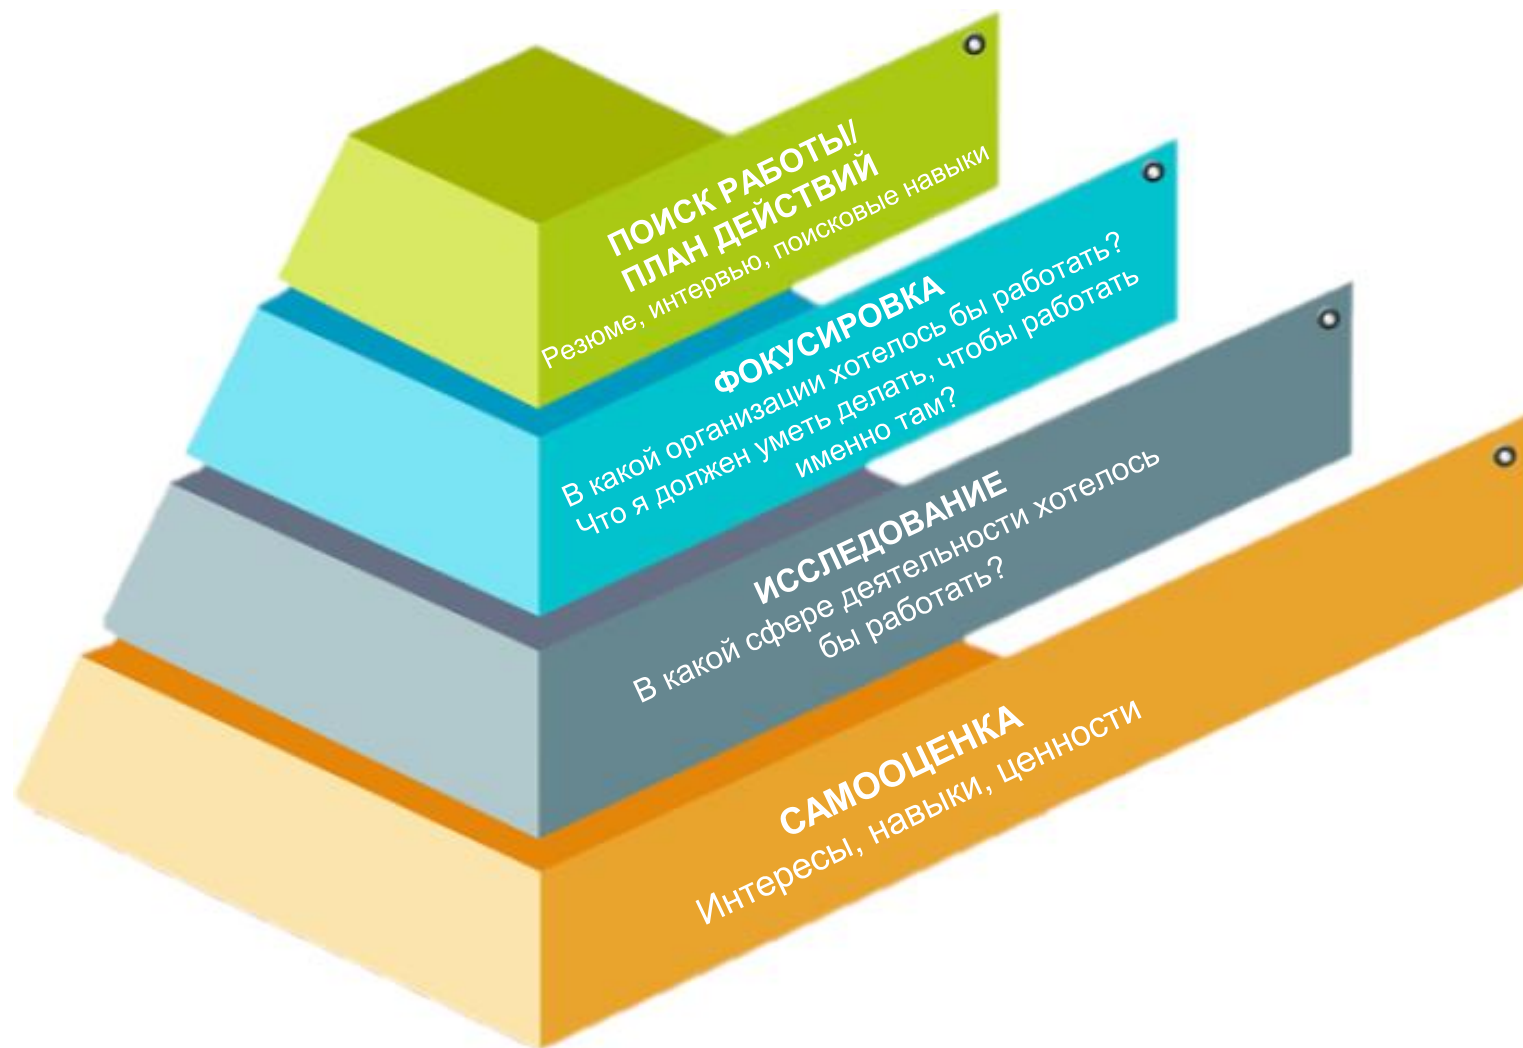 ПОИСК РАБОТЫ/
ПЛАН ДЕЙСТВИЙ
Резюме, интервью, поисковые навыки
ФОКУСИРОВКА
В какой организации хотелось бы работать?
Что я должен уметь делать, чтобы работать
именно там?
ИССЛЕДОВАНИЕ
В какой сфере деятельности хотелось
бы работать?
САМООЦЕНКА
Интересы, навыки, ценности